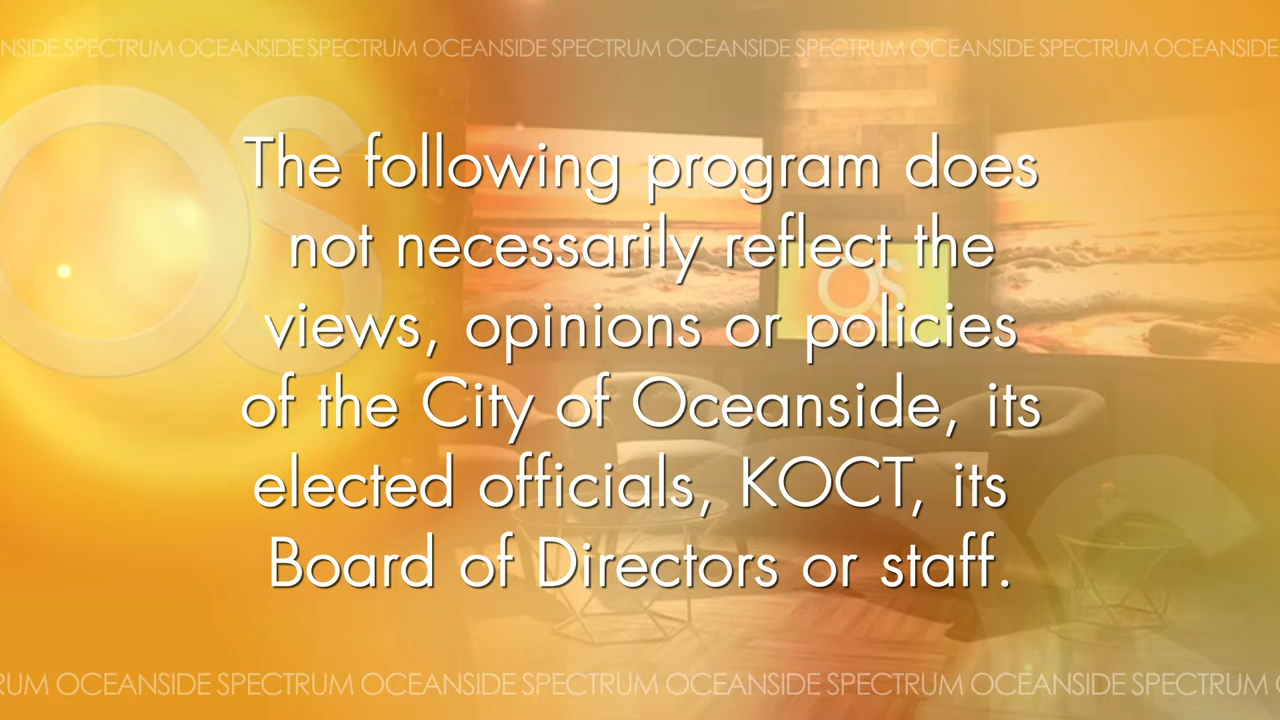 NSIDE SPECTRUM OCEANSIDE SPECTRUM OCEANSIDE SPECTRUM OCEANSIDE SPECTRUM OCEANSIDE SPECTRUM OCEANSIDE
OS
The following program does
not necessarily reflect the
views, opinions or policies
OS
of the City of Oceanside, its
elected officials, KOCT, its
Board of Directors or staff.
RUM OCEANSIDE SPECTRUM OCEANSIDE SPECTRUM OCEANSIDE SPECTRUM OCEANSIDE SPECTRUM OCEANSIDE SPECTRUM O